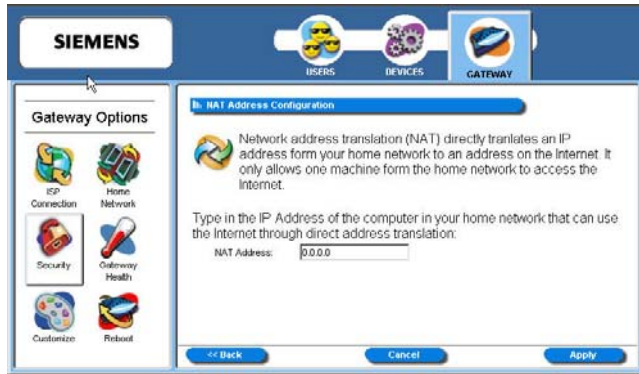 SIEMENS
USERS
DEVICES
GATEWAY
Gateway Options
ISP
Connection
Home
Network
Security
Gateway
Health
Customize
Reboot
NAT Address Configuration
Network address translation (NAT) directly tranlates an IP
address form your home network to an address on the Internet. It
only allows one machine form the home network to access the
Internet.
Type in the IP Address of the computer in your home network that can use
the Internet through direct address translation:
NAT Address: 0.0.0.0
<< Back
Cancel
Apply